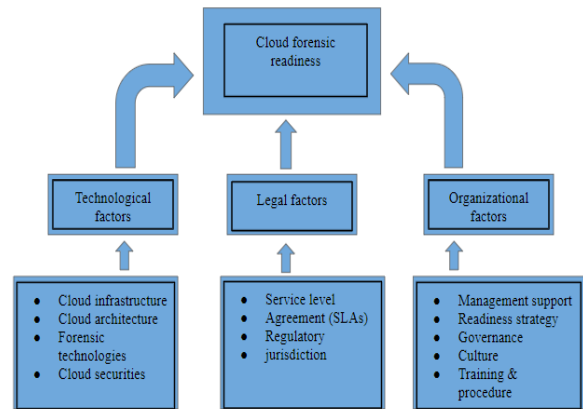 Cloud forensic
readiness
Technological
factors
Legal factors
Organizational
factors
● Cloud infrastructure
● Cloud architecture
● Forensic
technologies
● Cloud securities
● Service level
● Agreement (SLAs)
● Regulatory
● jurisdiction
● Management support
● Readiness strategy
● Governance
● Culture
● Training &
procedure